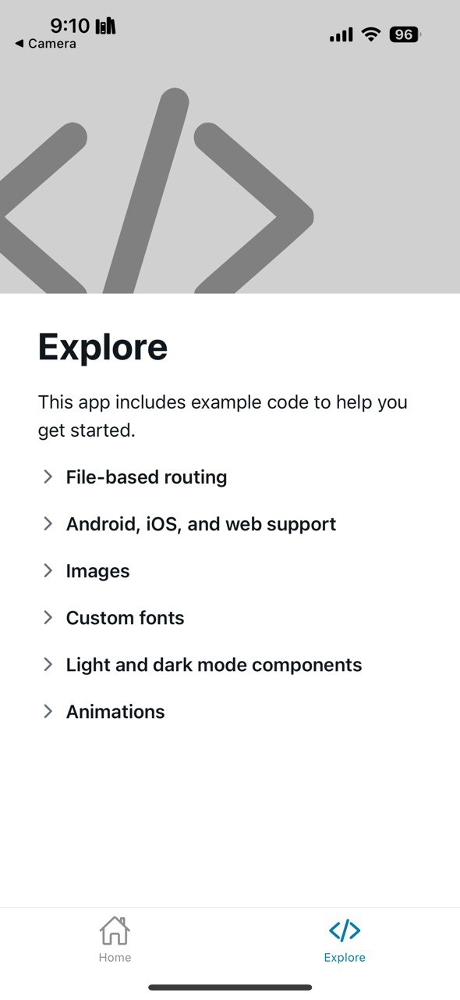 9:10
96
◀ Camera
Explore
This app includes example code to help you
get started.
File-based routing
Android, iOS, and web support
Images
Custom fonts
Light and dark mode components
Animations
Home
Explore